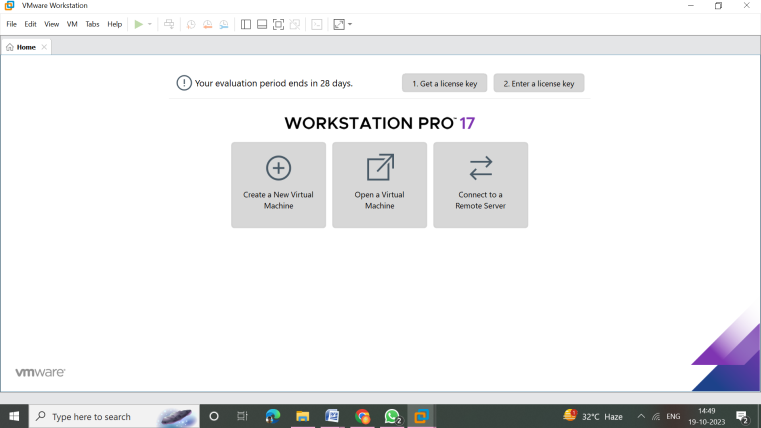 VMware Workstation
File Edit View VM Tabs Help
Home
Your evaluation period ends in 28 days.
1. Get a license key
2. Enter a license key
WORKSTATION PRO™ 17
Create a New Virtual
Machine
Open a Virtual
Machine
Connect to a
Remote Server
vmware®
Type here to search
2
32°C Haze
ENG
14:49
19-10-2023
2